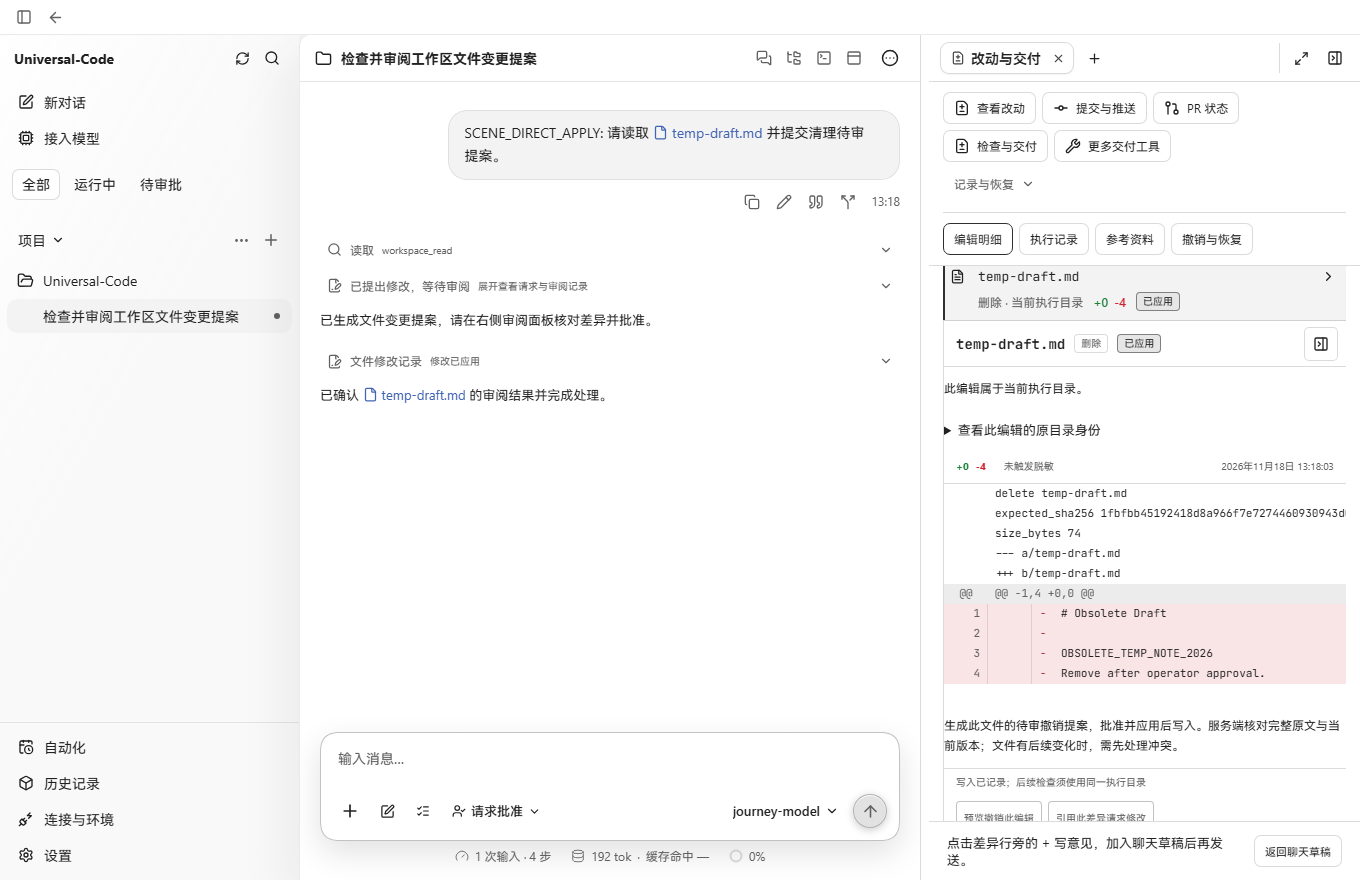 Universal-Code
新对话
接入模型
全部
运行中
待审批
项目
Universal-Code
检查并审阅工作区文件变更提案
自动化
历史记录
连接与环境
设置
检查并审阅工作区文件变更提案
SCENE_DIRECT_APPLY: 请读取 temp-draft.md 并提交清理待审
提案。
13:18
读取 workspace_read
已提出修改，等待审阅 展开查看请求与审阅记录
已生成文件变更提案，请在右侧审阅面板核对差异并批准。
文件修改记录 修改已应用
已确认 temp-draft.md 的审阅结果并完成处理。
输入消息...
请求批准
journey-model
1 次输入 · 4 步
192 tok · 缓存命中 —
0%
改动与交付
查看改动
提交与推送
PR 状态
检查与交付
更多交付工具
记录与恢复
编辑明细
执行记录
参考资料
撤销与恢复
temp-draft.md
删除 · 当前执行目录 +0 -4 已应用
temp-draft.md 删除 已应用
此编辑属于当前执行目录。
查看此编辑的原目录身份
+0 -4 未触发脱敏 2026年11月18日 13:18:03
delete temp-draft.md
expected_sha256 1fbfbb45192418d8a966f7e7274460930943d
size_bytes 74
--- a/temp-draft.md
+++ b/temp-draft.md
@@ @@ -1,4 +0,0 @@
1 - # Obsolete Draft
2 -
3 - OBSOLETE_TEMP_NOTE_2026
4 - Remove after operator approval.
生成此文件的待审撤销提案，批准并应用后写入。服务端核对完整原文与当
前版本；文件有后续变化时，需先处理冲突。
写入已记录；后续检查须使用同一执行目录
预览撤销此编辑
引用此差异请求修改
点击差异行旁的 + 写意见，加入聊天草稿后再发
送。
返回聊天草稿